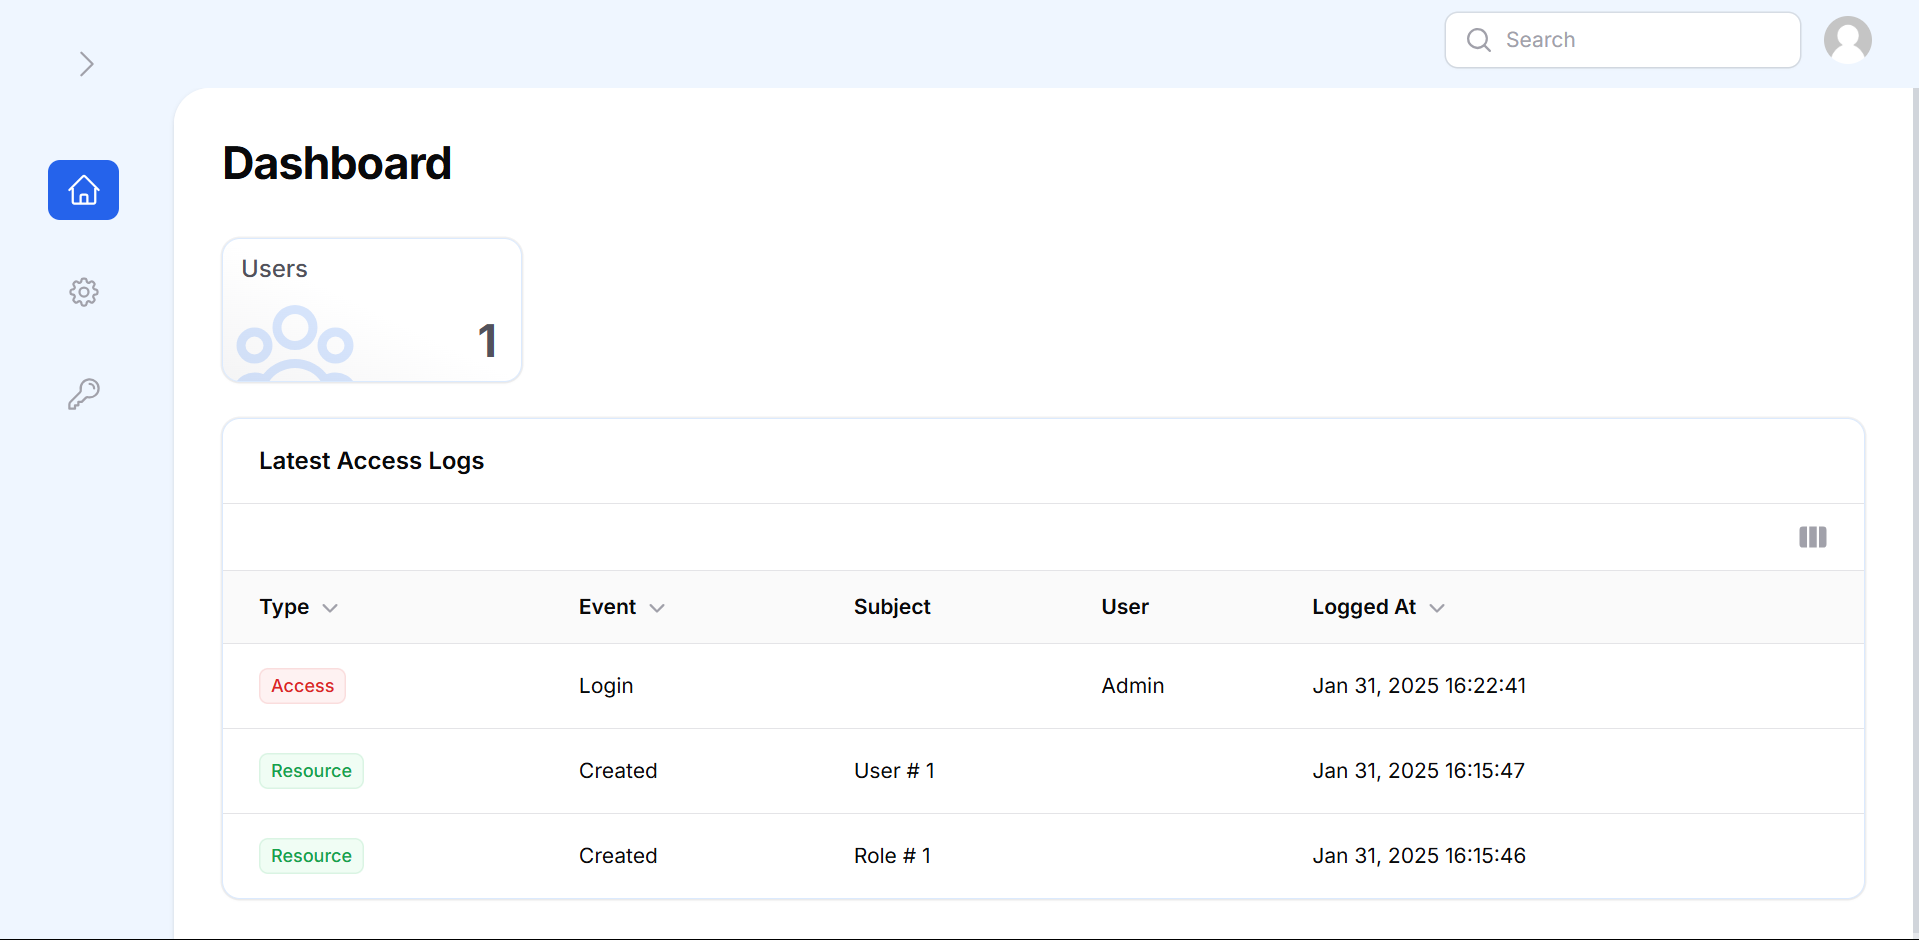 Search
Dashboard
Users
1
Latest Access Logs
Type Event Subject User Logged At
Access Login Admin Jan 31, 2025 16:22:41
Resource Created User # 1 Jan 31, 2025 16:15:47
Resource Created Role # 1 Jan 31, 2025 16:15:46